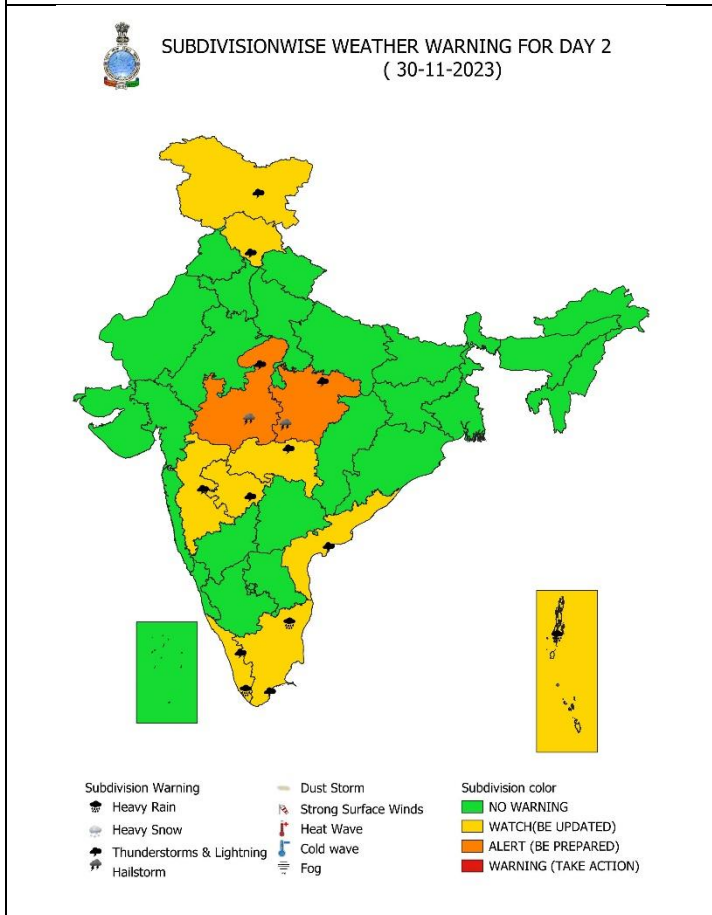 SUBDIVISIONWISE WEATHER WARNING FOR DAY 2
( 30-11-2023)
Subdivision Warning
Heavy Rain
Heavy Snow
Thunderstorms & Lightning
Hailstorm
Dust Storm
Strong Surface Winds
Heat Wave
Cold wave
Fog
Subdivision color
NO WARNING
WATCH(BE UPDATED)
ALERT (BE PREPARED)
WARNING (TAKE ACTION)